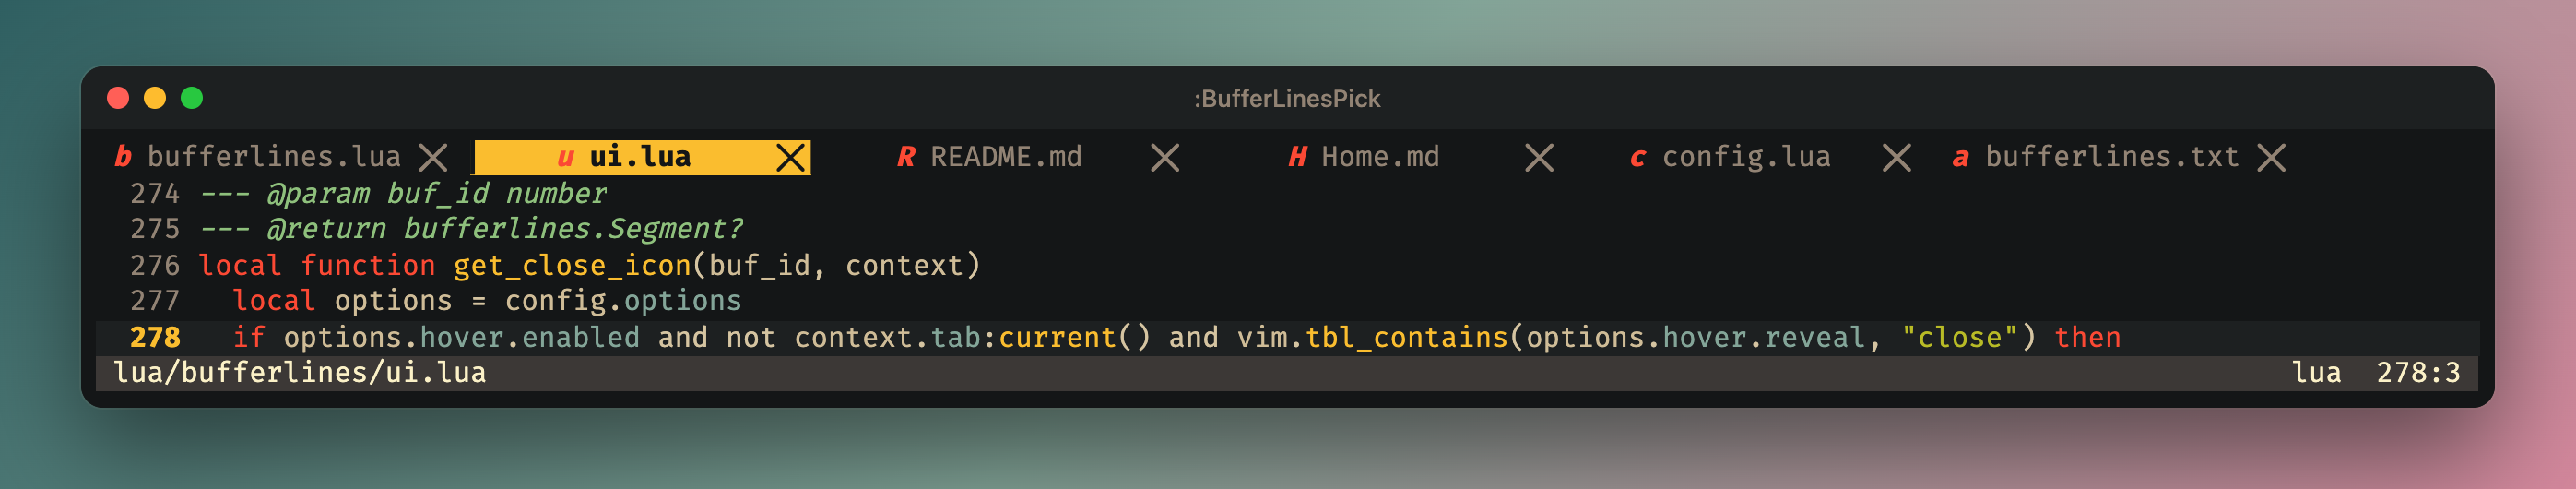 :BufferLinesPick
b bufferlines.lua × u ui.lua × R README.md × H Home.md × c config.lua × a bufferlines.txt ×
274 --- @param buf_id number
275 --- @return bufferlines.Segment?
276 local function get_close_icon(buf_id, context)
277   local options = config.options
278   if options.hover.enabled and not context.tab:current() and vim.tbl_contains(options.hover.reveal, "close") then
lua/bufferlines/ui.lua lua 278:3